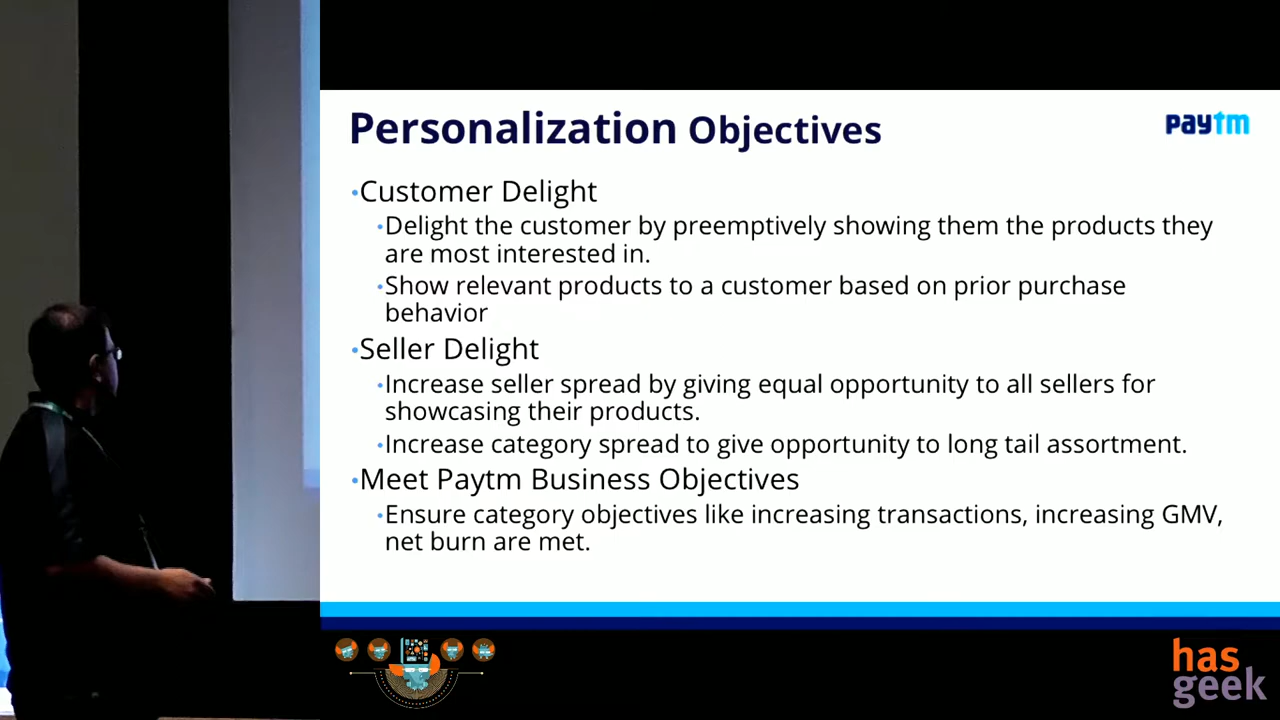 Personalization Objectives
paytm
•Customer Delight
•Delight the customer by preemptively showing them the products they
are most interested in.
•Show relevant products to a customer based on prior purchase
behavior
•Seller Delight
•Increase seller spread by giving equal opportunity to all sellers for
showcasing their products.
•Increase category spread to give opportunity to long tail assortment.
•Meet Paytm Business Objectives
•Ensure category objectives like increasing transactions, increasing GMV,
net burn are met.
has
geek